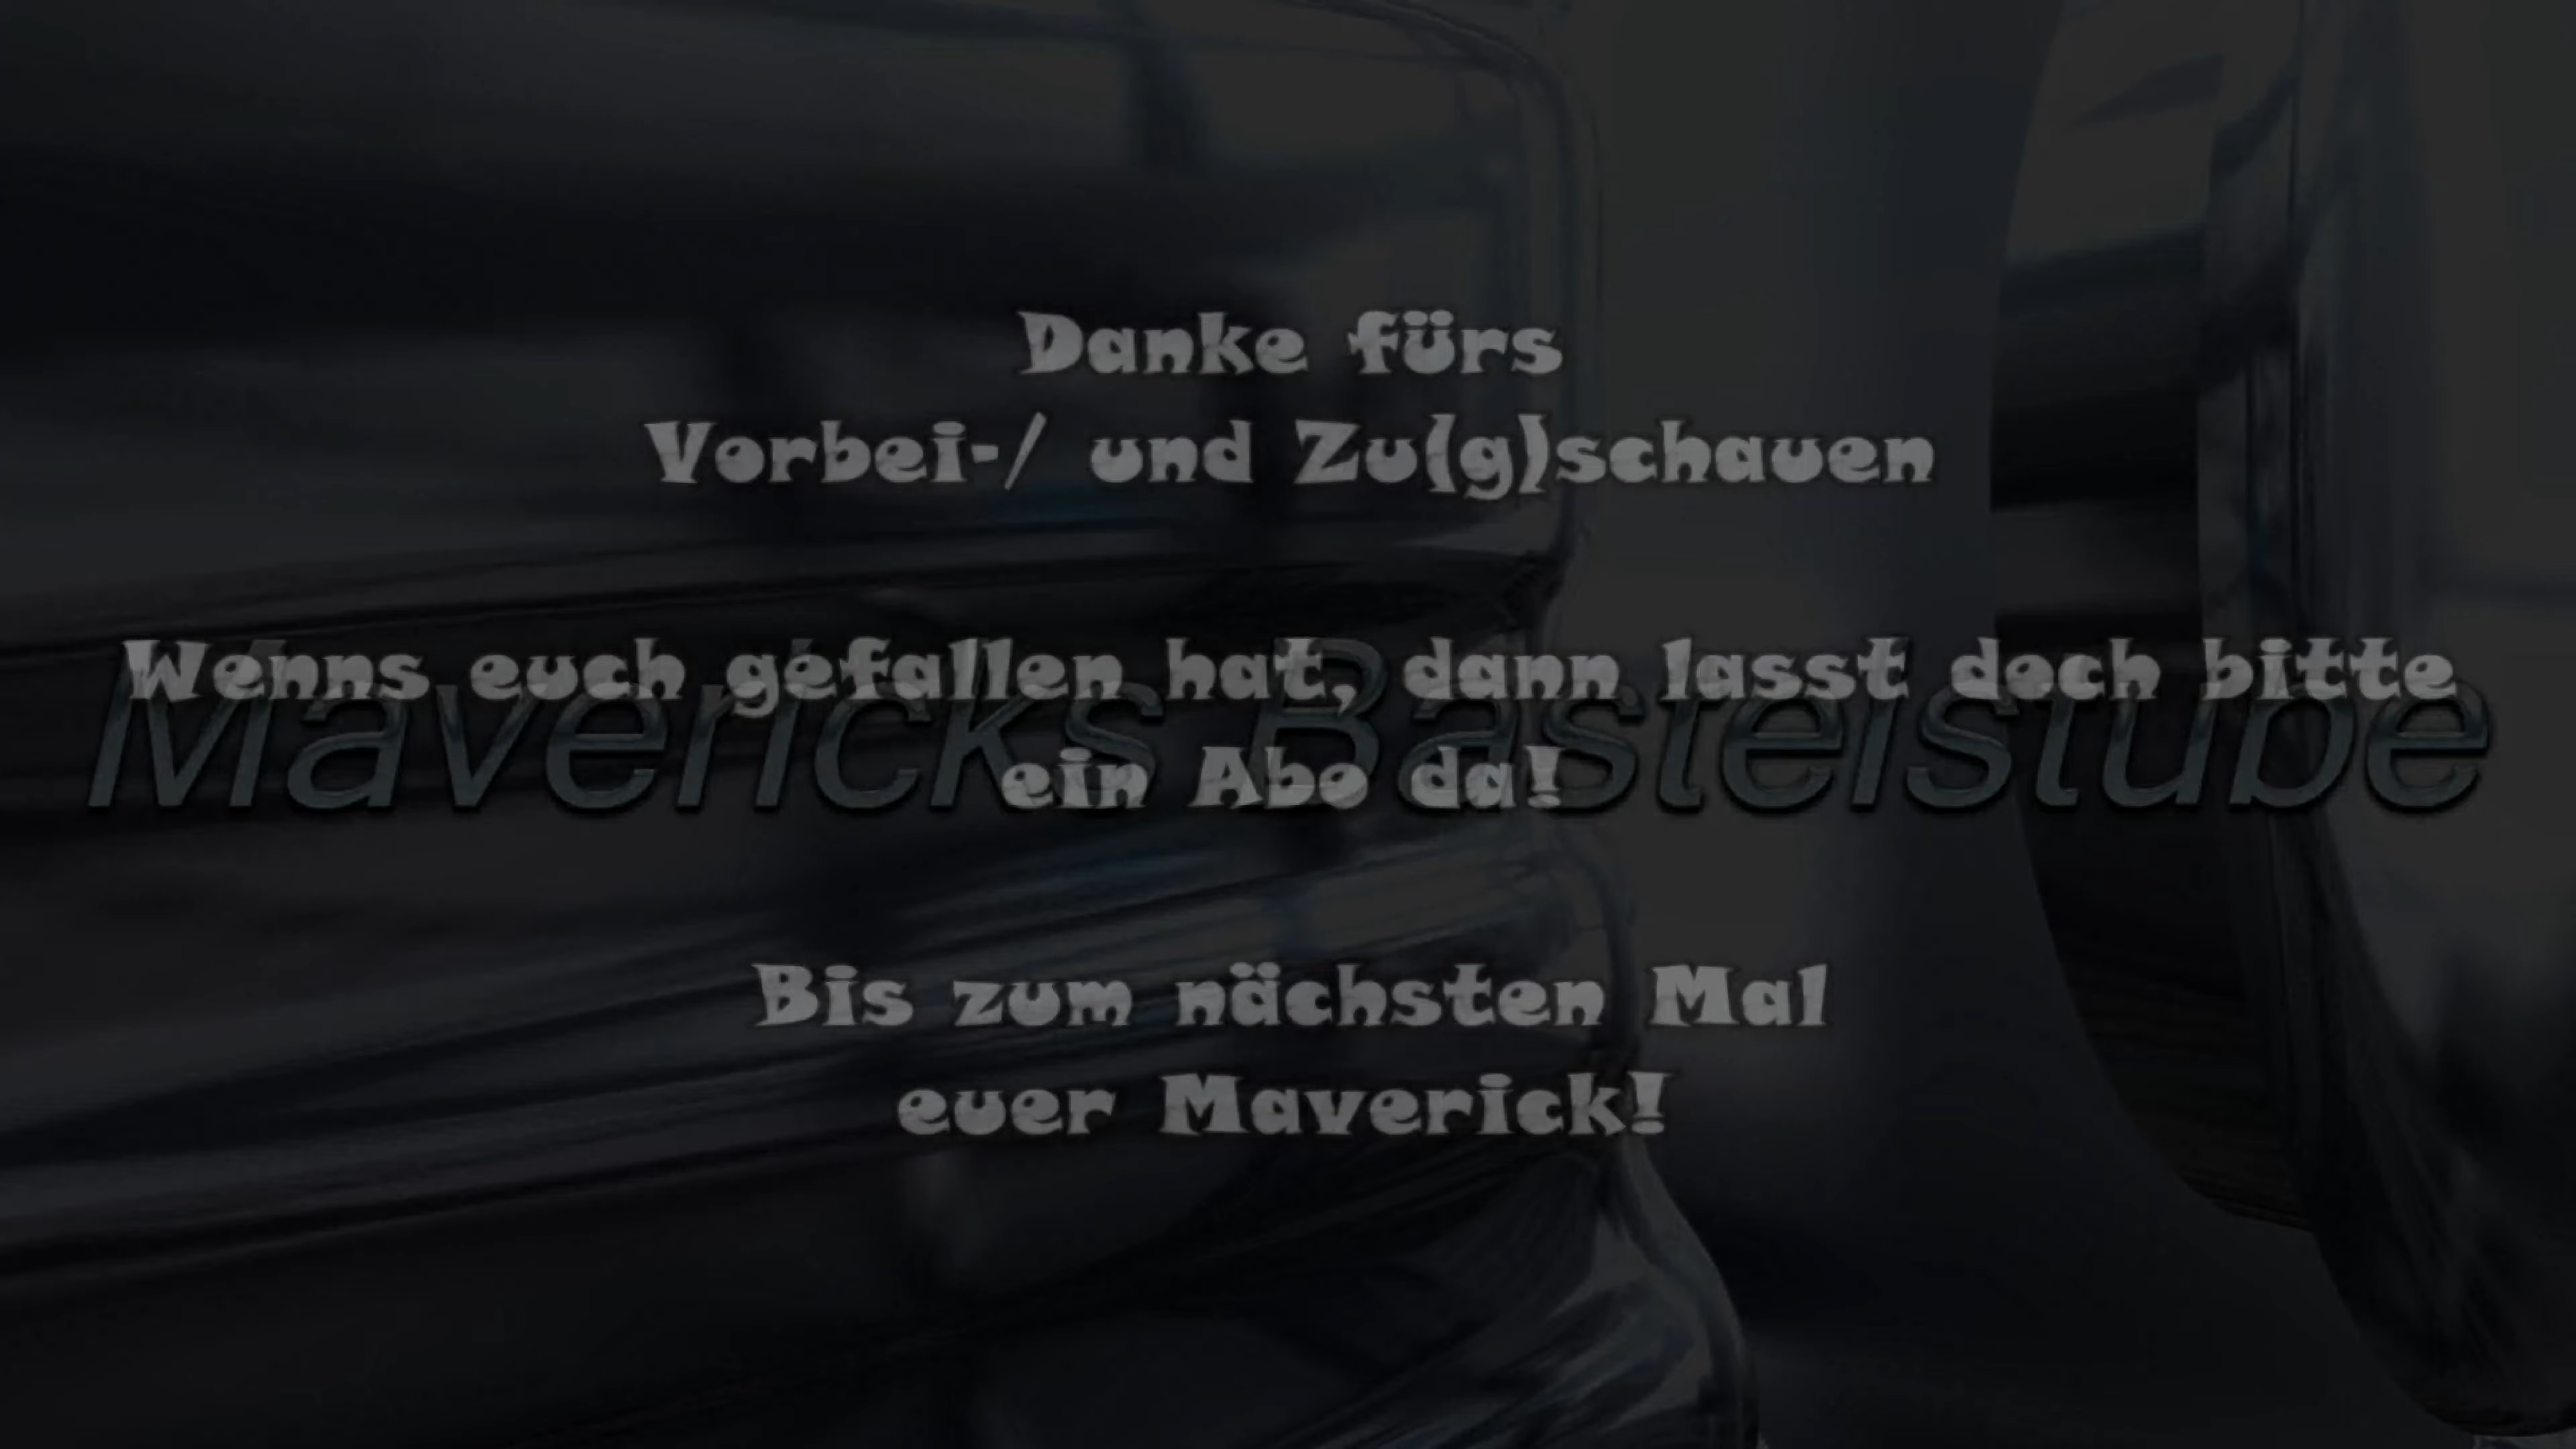 Danke fürs
Vorbei-/ und Zu(g)schauen
Wenns euch gefallen hat, dann lasst doch bitte
Mavericks Bastelstube
ein Abo da!
Bis zum nächsten Mal
euer Maverick!